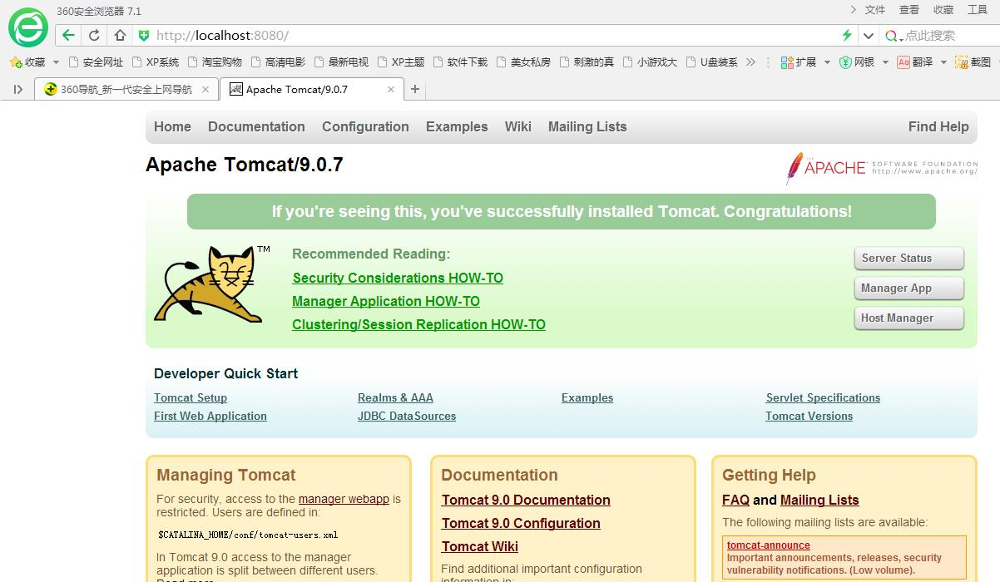 360安全浏览器 7.1
文件 查看 收藏 工具
http://localhost:8080/
点此搜索
收藏 安全网址 XP系统 淘宝购物 高清电影 最新电视 XP主题 软件下载 美女私房 刺激的真 小游戏大 U盘装系 扩展 网银 翻译 截图
360导航_新一代安全上网导航 Apache Tomcat/9.0.7
Home Documentation Configuration Examples Wiki Mailing Lists Find Help
Apache Tomcat/9.0.7
THE APACHE SOFTWARE FOUNDATION
http://www.apache.org/
If you're seeing this, you've successfully installed Tomcat. Congratulations!
TM
Recommended Reading:
Security Considerations HOW-TO
Manager Application HOW-TO
Clustering/Session Replication HOW-TO
Server Status
Manager App
Host Manager
Developer Quick Start
Tomcat Setup Realms & AAA Examples Servlet Specifications
First Web Application JDBC DataSources Tomcat Versions
Managing Tomcat
For security, access to the manager webapp is
restricted. Users are defined in:
$CATALINA_HOME/conf/tomcat-users.xml
In Tomcat 9.0 access to the manager
application is split between different users.
Read more...
Documentation
Tomcat 9.0 Documentation
Tomcat 9.0 Configuration
Tomcat Wiki
Find additional important configuration
information in:
Getting Help
FAQ and Mailing Lists
The following mailing lists are available:
tomcat-announce
Important announcements, releases, security
vulnerability notifications. (Low volume).